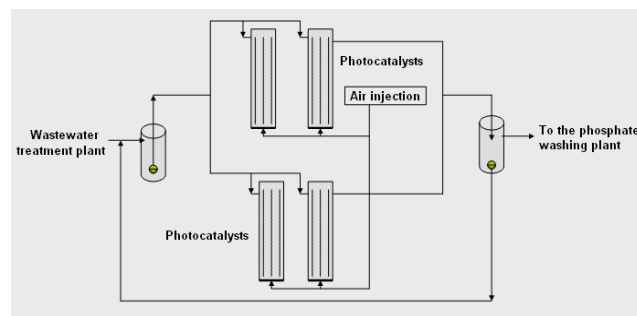 Photocatalysts
Air injection
Wastewater
treatment plant
To the phosphate
washing plant
Photocatalysts